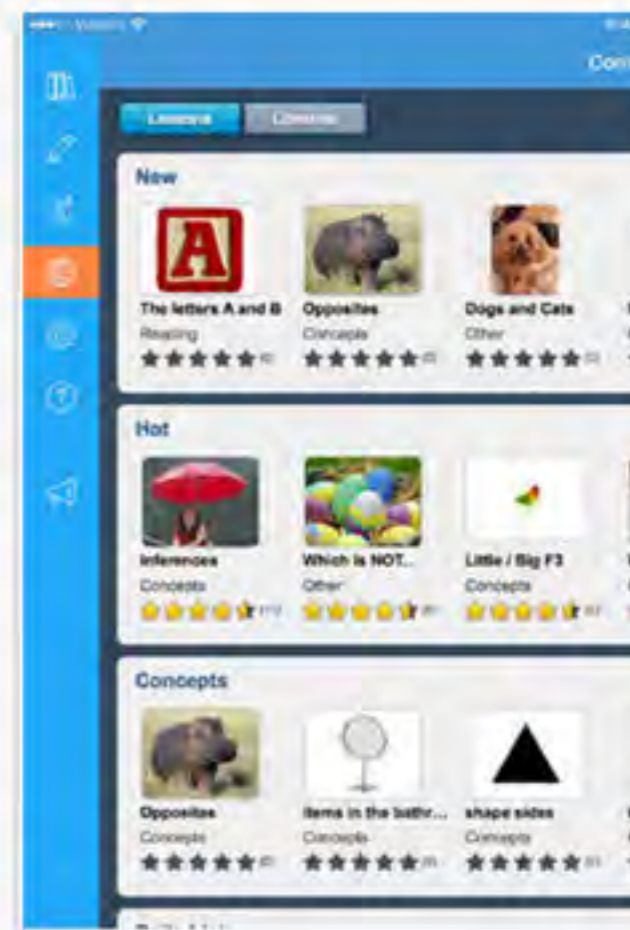 Lessons
New
A
The letters A and B
Reading
Opposites
Concepts
Dogs and Cats
Other
Hot
Inferences
Concepts
Which is NOT...
Other
Little / Big F3
Concepts
Concepts
Opposites
Concepts
items in the bathr...
Concepts
shape sides
Concepts